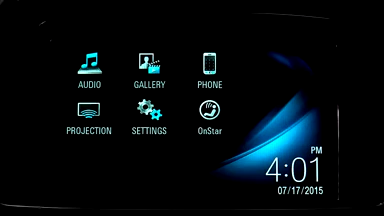 AUDIO GALLERY PHONE
PROJECTION SETTINGS OnStar
PM
4:01
07/17/2015